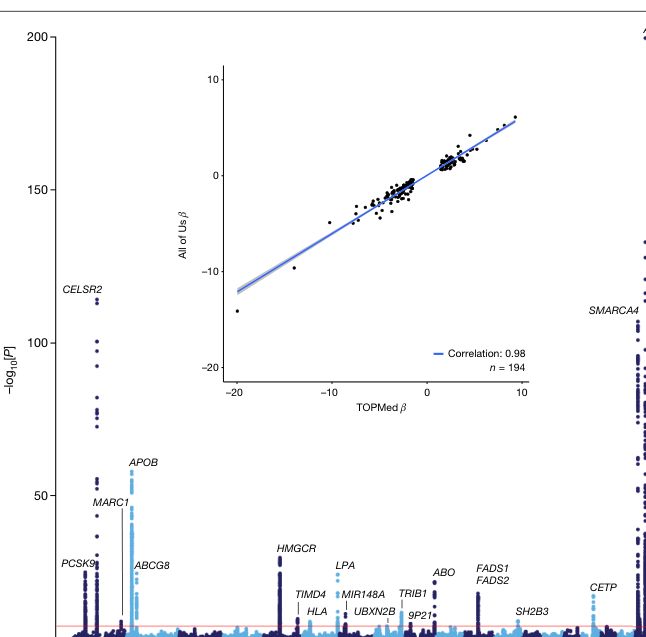 200
150
100
50
–log10[P]
10
0
–10
–20
All of Us β
–20
–10
0
10
TOPMed β
Correlation: 0.98
n = 194
CELSR2
SMARCA4
APOB
MARC1
PCSK9
ABCG8
HMGCR
TIMD4
HLA
LPA
MIR148A
UBXN2B
TRIB1
9P21
ABO
FADS1
FADS2
SH2B3
CETP